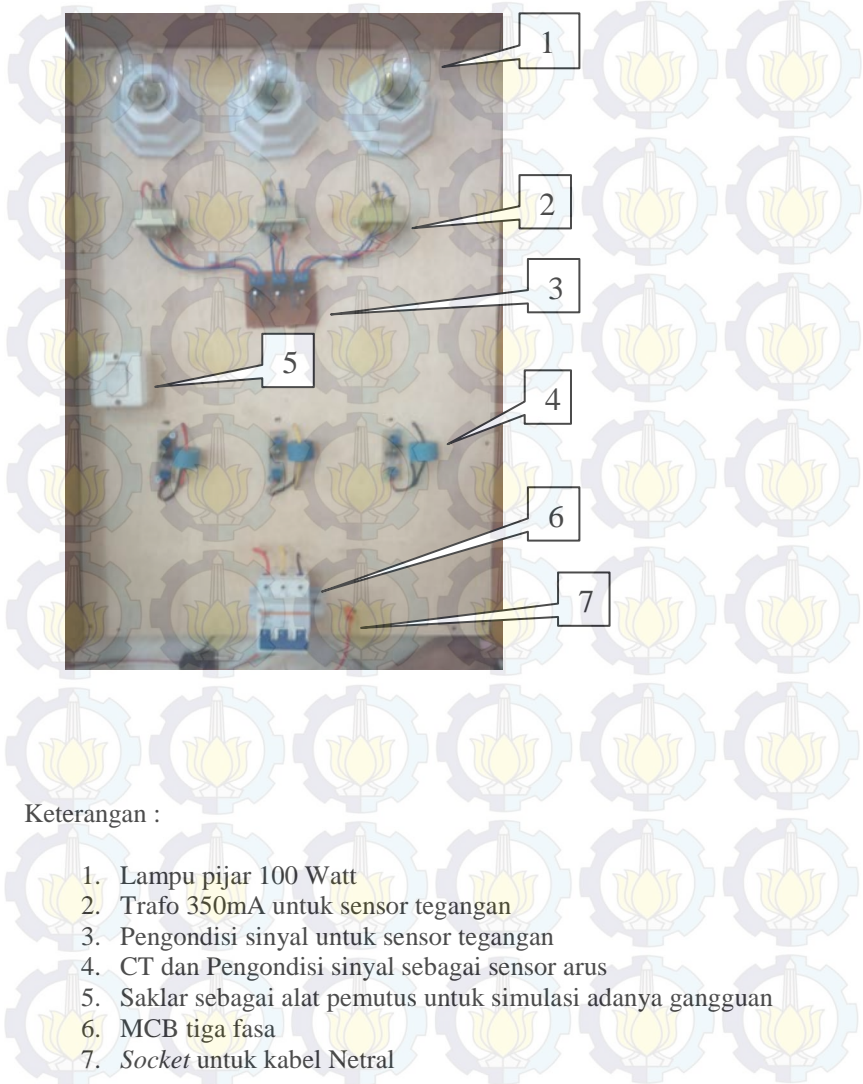 1
2
3
5
4
6
7
Keterangan :
1. Lampu pijar 100 Watt
2. Trafo 350mA untuk sensor tegangan
3. Pengondisi sinyal untuk sensor tegangan
4. CT dan Pengondisi sinyal sebagai sensor arus
5. Saklar sebagai alat pemutus untuk simulasi adanya gangguan
6. MCB tiga fasa
7. Socket untuk kabel Netral